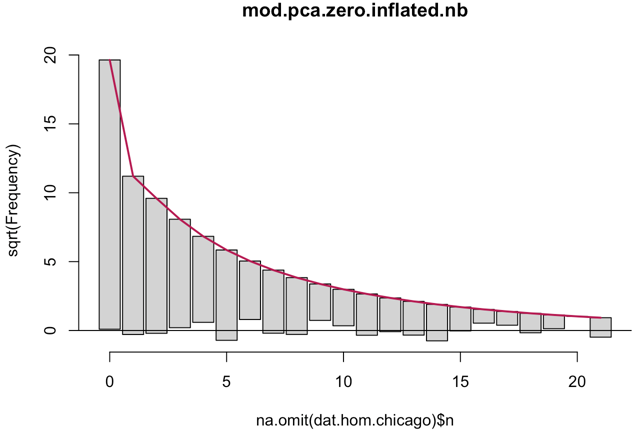 mod.pca.zero.inflated.nb
sqrt(Frequency)
20
15
10
5
0
0 5 10 15 20
na.omit(dat.hom.chicago)$n